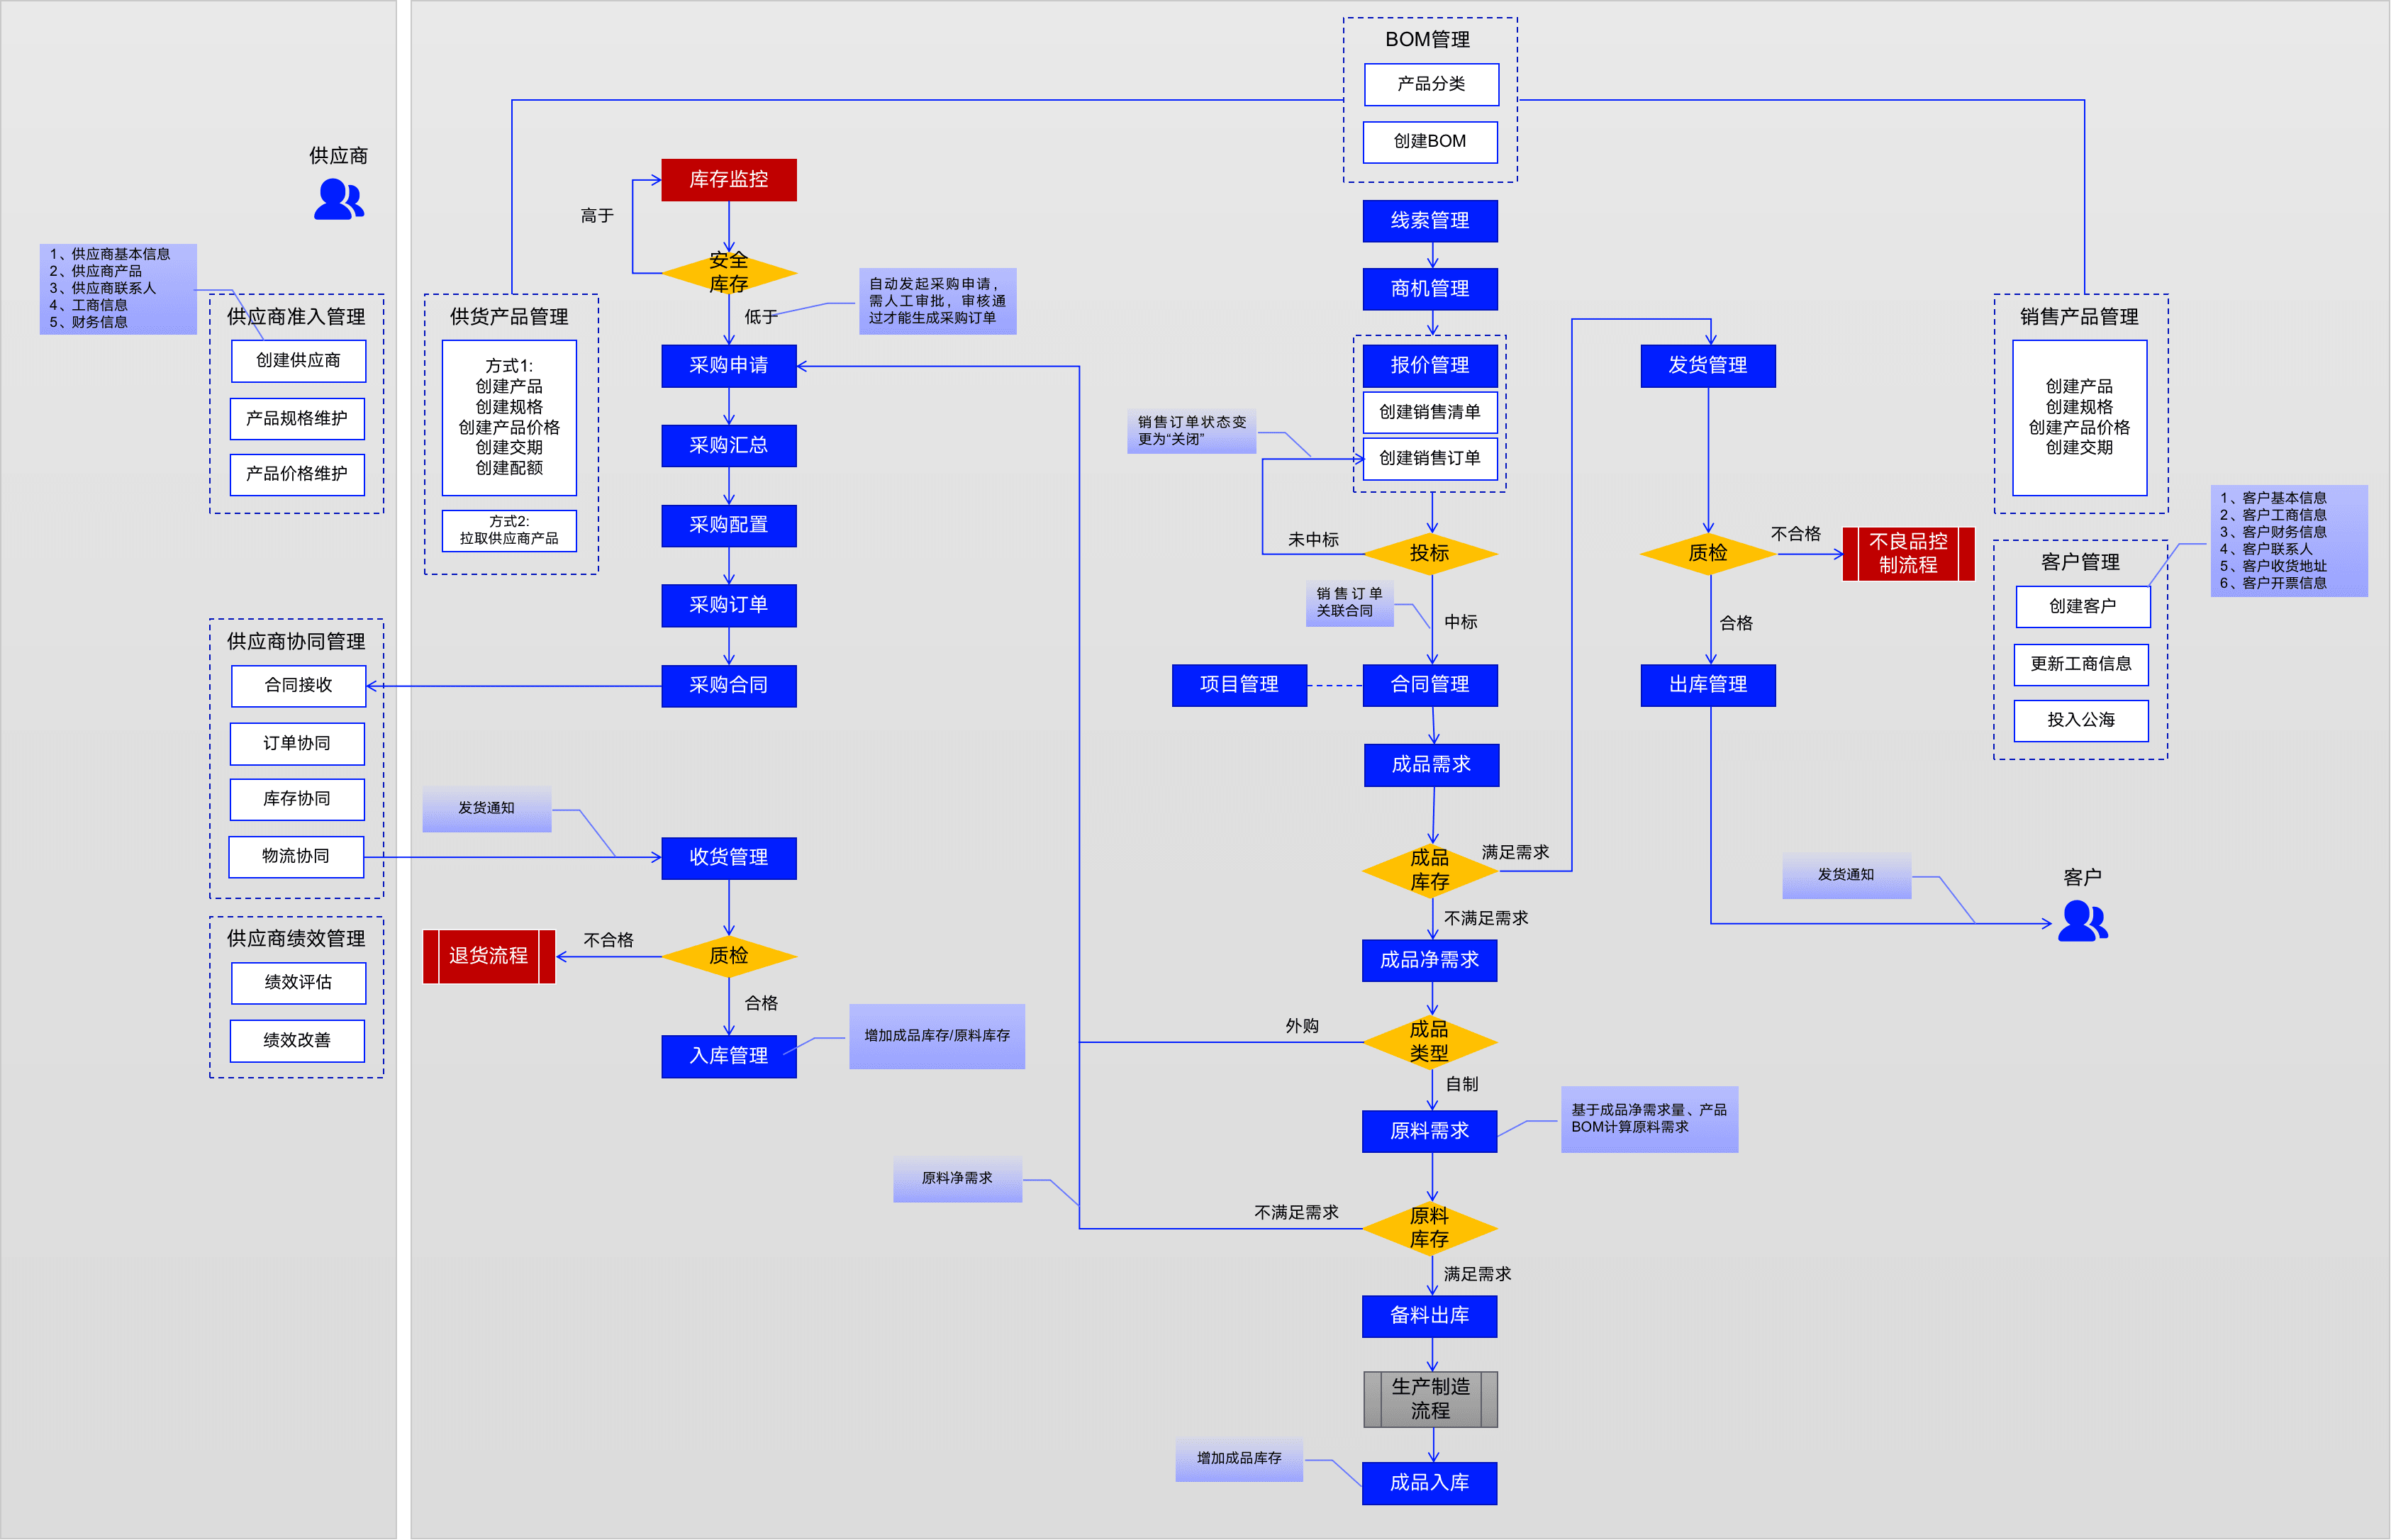 供应商
1、供应商基本信息
2、供应商产品
3、供应商联系人
4、工商信息
5、财务信息
供应商准入管理
创建供应商
产品规格维护
产品价格维护
供应商协同管理
合同接收
订单协同
库存协同
物流协同
供应商绩效管理
绩效评估
绩效改善
供货产品管理
方式1:
创建产品
创建规格
创建产品价格
创建交期
创建配额
方式2:
拉取供应商产品
库存监控
高于
安全
库存
低于
自动发起采购申请，
需人工审批，审核通
过才能生成采购订单
采购申请
采购汇总
采购配置
采购订单
采购合同
发货通知
收货管理
质检
不合格
退货流程
合格
入库管理
增加成品库存/原料库存
BOM管理
产品分类
创建BOM
线索管理
商机管理
报价管理
创建销售清单
创建销售订单
销售订单状态变
更为“关闭”
未中标
投标
销售订单
关联合同
中标
项目管理
合同管理
成品需求
成品
库存
满足需求
不满足需求
成品净需求
外购
成品
类型
自制
原料需求
基于成品净需求量、产品
BOM计算原料需求
原料净需求
不满足需求
原料
库存
满足需求
备料出库
生产制造
流程
增加成品库存
成品入库
发货管理
质检
不合格
不良品控
制流程
合格
出库管理
发货通知
客户
销售产品管理
创建产品
创建规格
创建产品价格
创建交期
客户管理
创建客户
更新工商信息
投入公海
1、客户基本信息
2、客户工商信息
3、客户财务信息
4、客户联系人
5、客户收货地址
6、客户开票信息